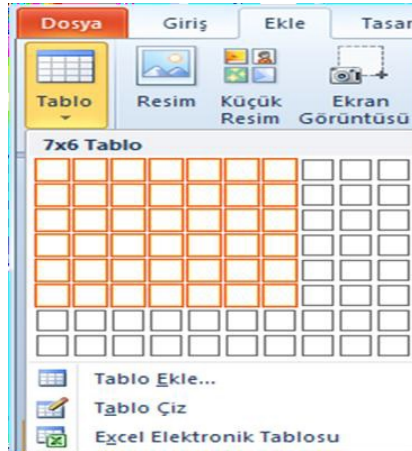 Dosya Giriş Ekle Tasar
Tablo Resim Küçük Resim Ekran Görüntüsü
7x6 Tablo
Tablo Ekle...
Tablo Çiz
Excel Elektronik Tablosu